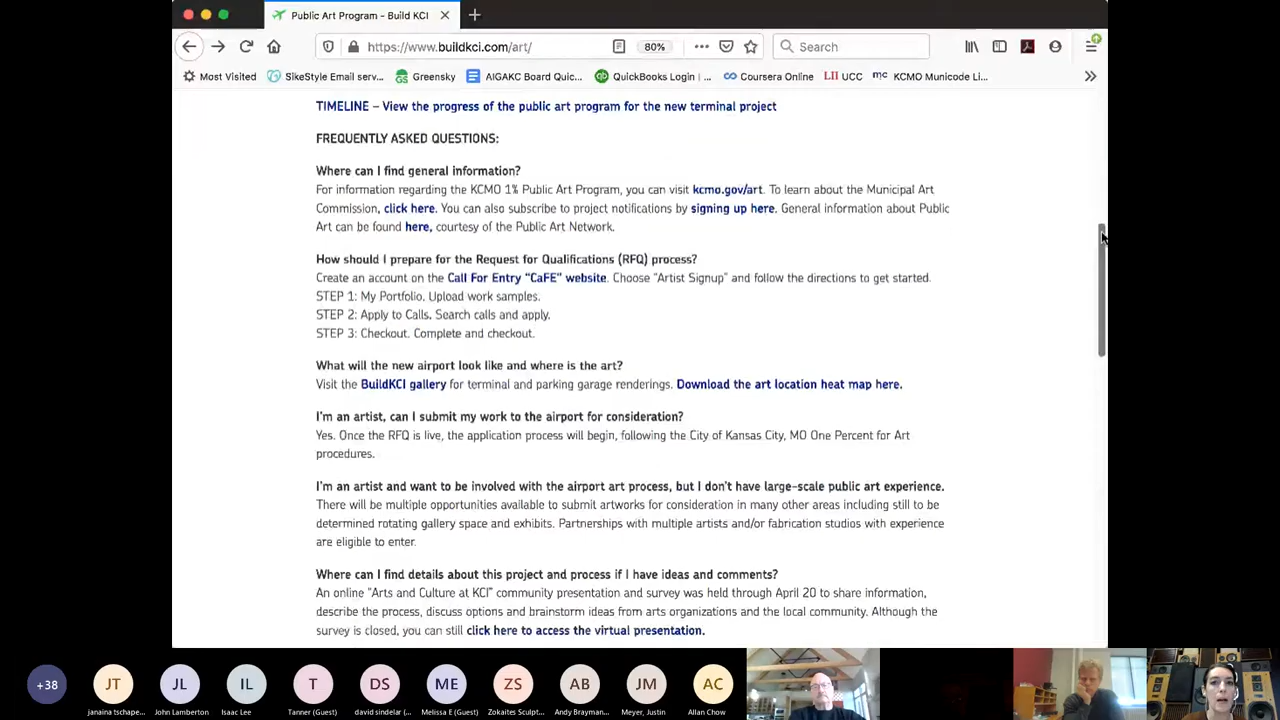 Public Art Program – Build KCI
https://www.buildkci.com/art/
80%
Search
Most Visited
SikeStyle Email serv...
Greensky
AIGAKC Board Quic...
QuickBooks Login | ...
Coursera Online
LII UCC
mc KCMO Municode Li...
TIMELINE – View the progress of the public art program for the new terminal project
FREQUENTLY ASKED QUESTIONS:
Where can I find general information?
For information regarding the KCMO 1% Public Art Program, you can visit kcmo.gov/art. To learn about the Municipal Art
Commission, click here. You can also subscribe to project notifications by signing up here. General information about Public
Art can be found here, courtesy of the Public Art Network.
How should I prepare for the Request for Qualifications (RFQ) process?
Create an account on the Call For Entry “CaFE” website. Choose “Artist Signup” and follow the directions to get started.
STEP 1: My Portfolio. Upload work samples.
STEP 2: Apply to Calls. Search calls and apply.
STEP 3: Checkout. Complete and checkout.
What will the new airport look like and where is the art?
Visit the BuildKCI gallery for terminal and parking garage renderings. Download the art location heat map here.
I’m an artist, can I submit my work to the airport for consideration?
Yes. Once the RFQ is live, the application process will begin, following the City of Kansas City, MO One Percent for Art
procedures.
I’m an artist and want to be involved with the airport art process, but I don’t have large-scale public art experience.
There will be multiple opportunities available to submit artworks for consideration in many other areas including still to be
determined rotating gallery space and exhibits. Partnerships with multiple artists and/or fabrication studios with experience
are eligible to enter.
Where can I find details about this project and process if I have ideas and comments?
An online “Arts and Culture at KCI” community presentation and survey was held through April 20 to share information,
describe the process, discuss options and brainstorm ideas from arts organizations and the local community. Although the
survey is closed, you can still click here to access the virtual presentation.
+38
JT
JL
IL
T
DS
ME
ZS
AB
JM
AC
janaina tschape...
John Lamberton
Isaac Lee
Tanner (Guest)
david sindelar (...
Melissa E (Guest)
Zokaites Sculpt...
Andy Brayman...
Meyer, Justin
Allan Chow